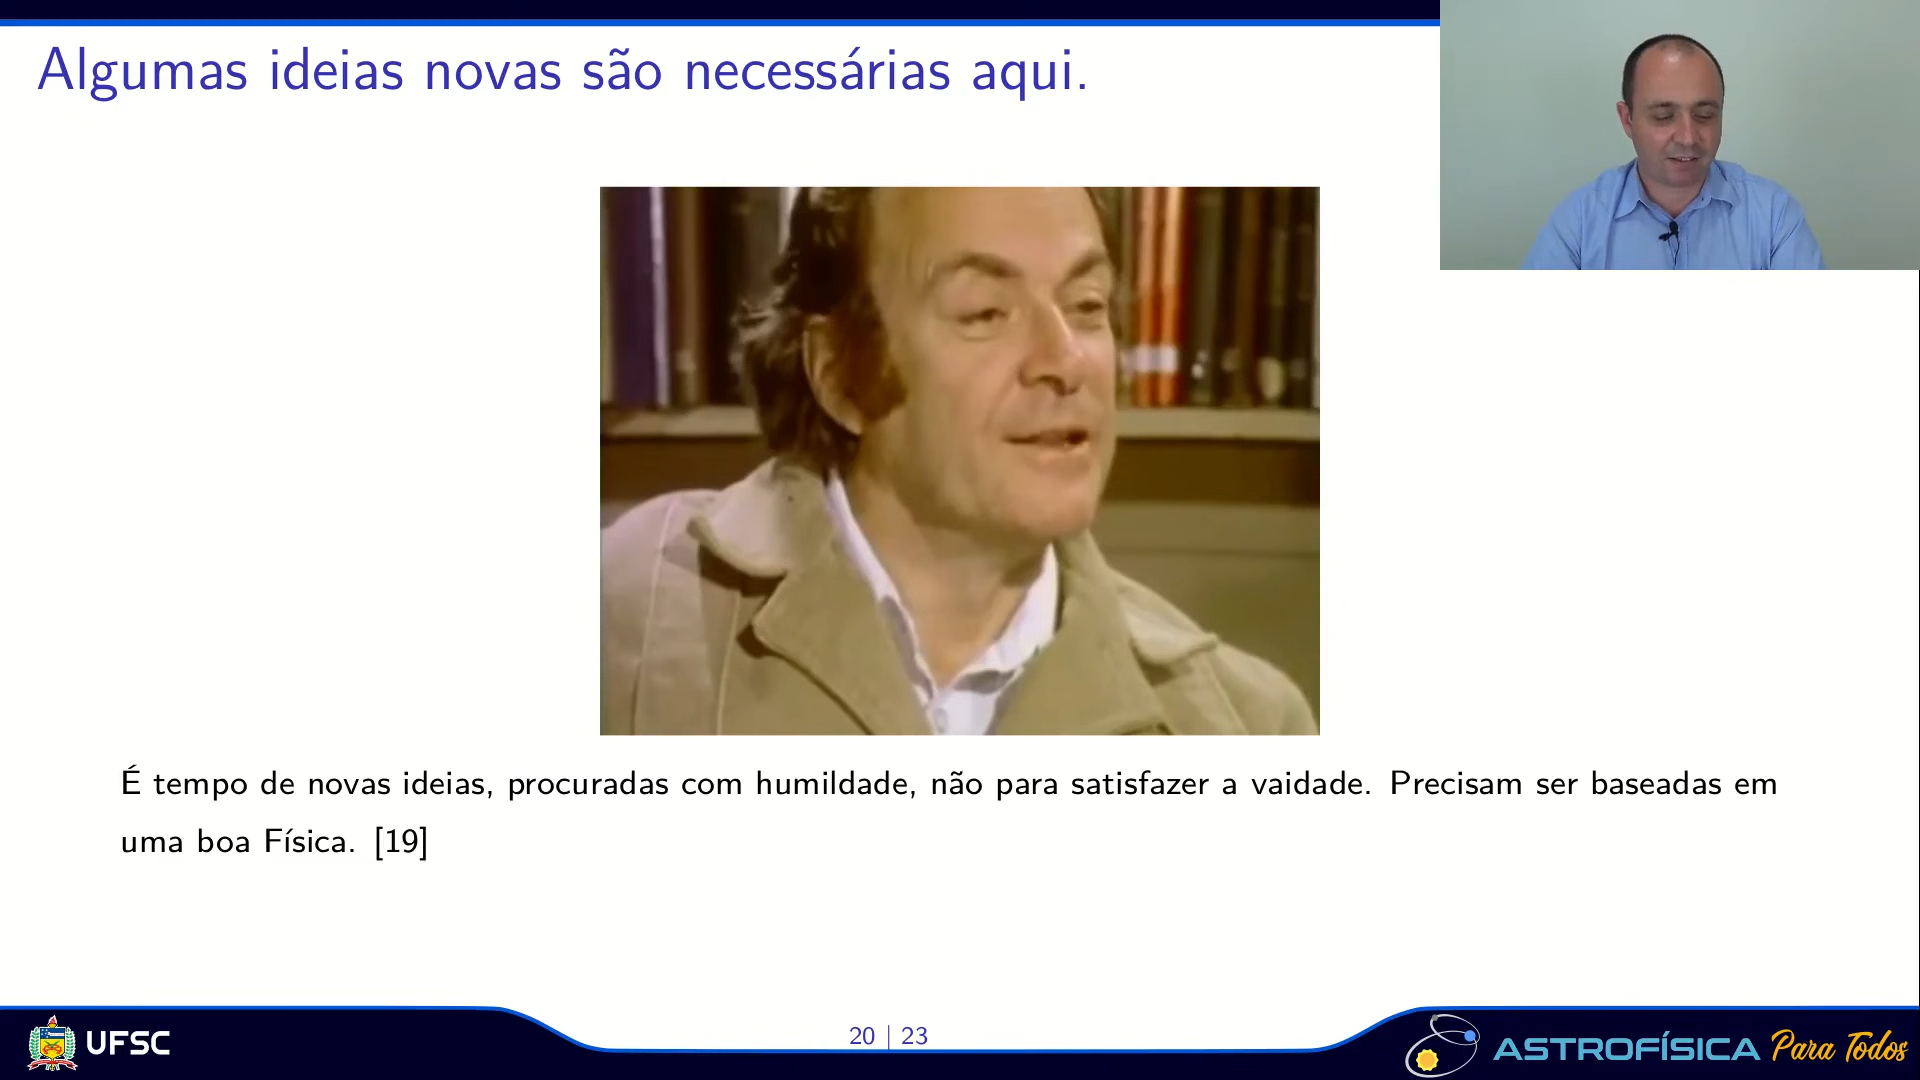 Algumas ideias novas são necessárias aqui.
É tempo de novas ideias, procuradas com humildade, não para satisfazer a vaidade. Precisam ser baseadas em
uma boa Física. [19]
UFSC
20 | 23
ASTROFÍSICA Para Todos